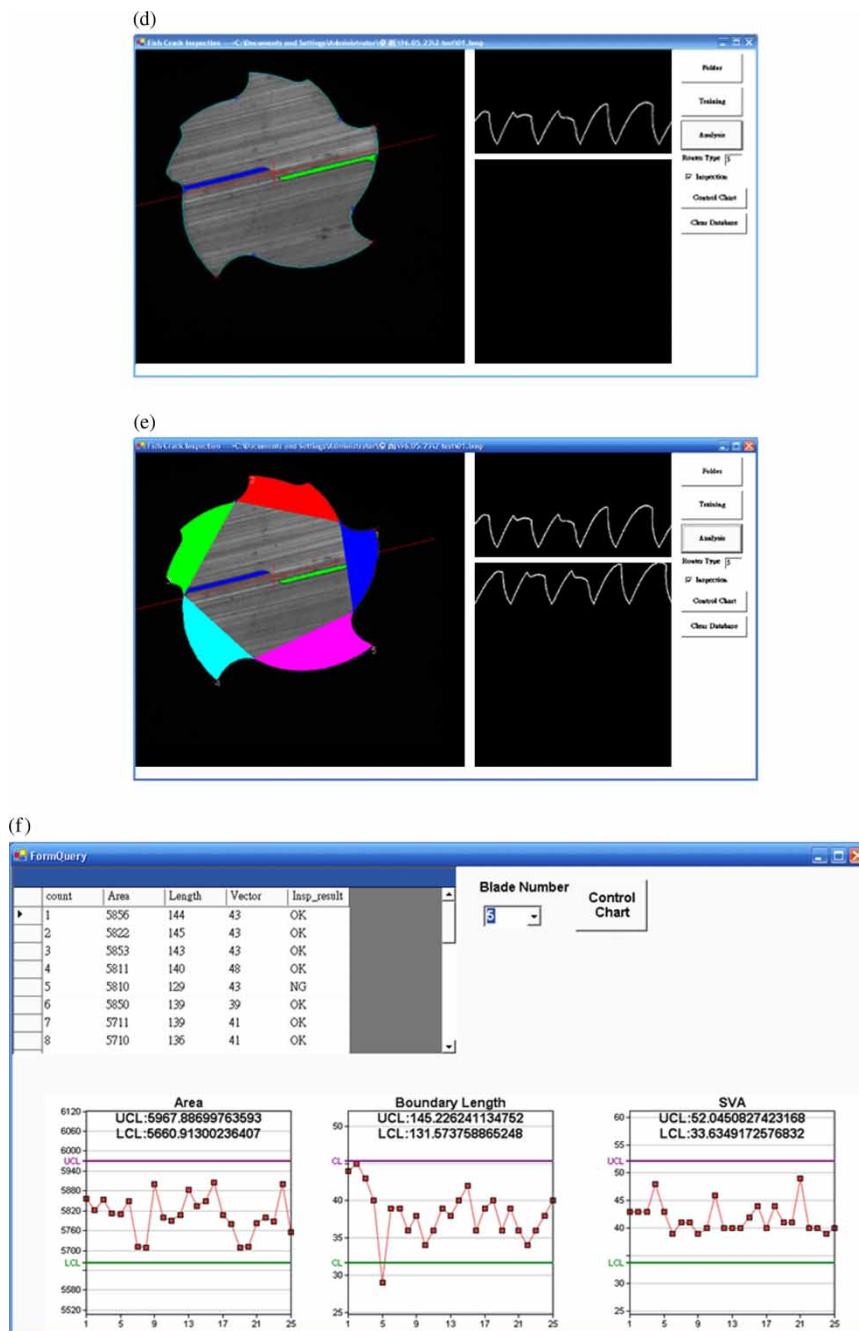 (d)
Fish Crack Inspection
Folder
Training
Analysis
Router Type 5
Inspection
Control Chart
Clear Database
(e)
Fish Crack Inspection
Folder
Training
Analysis
Router Type 5
Inspection
Control Chart
Clear Database
2
1
5
4
(f)
FormQuery
count Area Length Vector Insp_result
1 5856 144 43 OK
2 5822 145 43 OK
3 5853 143 43 OK
4 5811 140 48 OK
5 5810 129 43 NG
6 5850 139 39 OK
7 5711 139 41 OK
8 5710 136 41 OK
Blade Number
Control
Chart
Area
UCL:5967.88699763593
LCL:5660.91300236407
6120
6060
6000
UCL
5940
5880
5820
5760
5700
LCL
5580
5520
1 5 9 13 17 21 25
Boundary Length
UCL:145.226241134752
LCL:131.573758865248
50
CL
40
35
CL
30
25
1 5 9 13 17 21 25
SVA
UCL:52.0450827423168
LCL:33.6349172576832
60
55
UCL
50
45
40
LCL
30
25
1 5 9 13 17 21 25